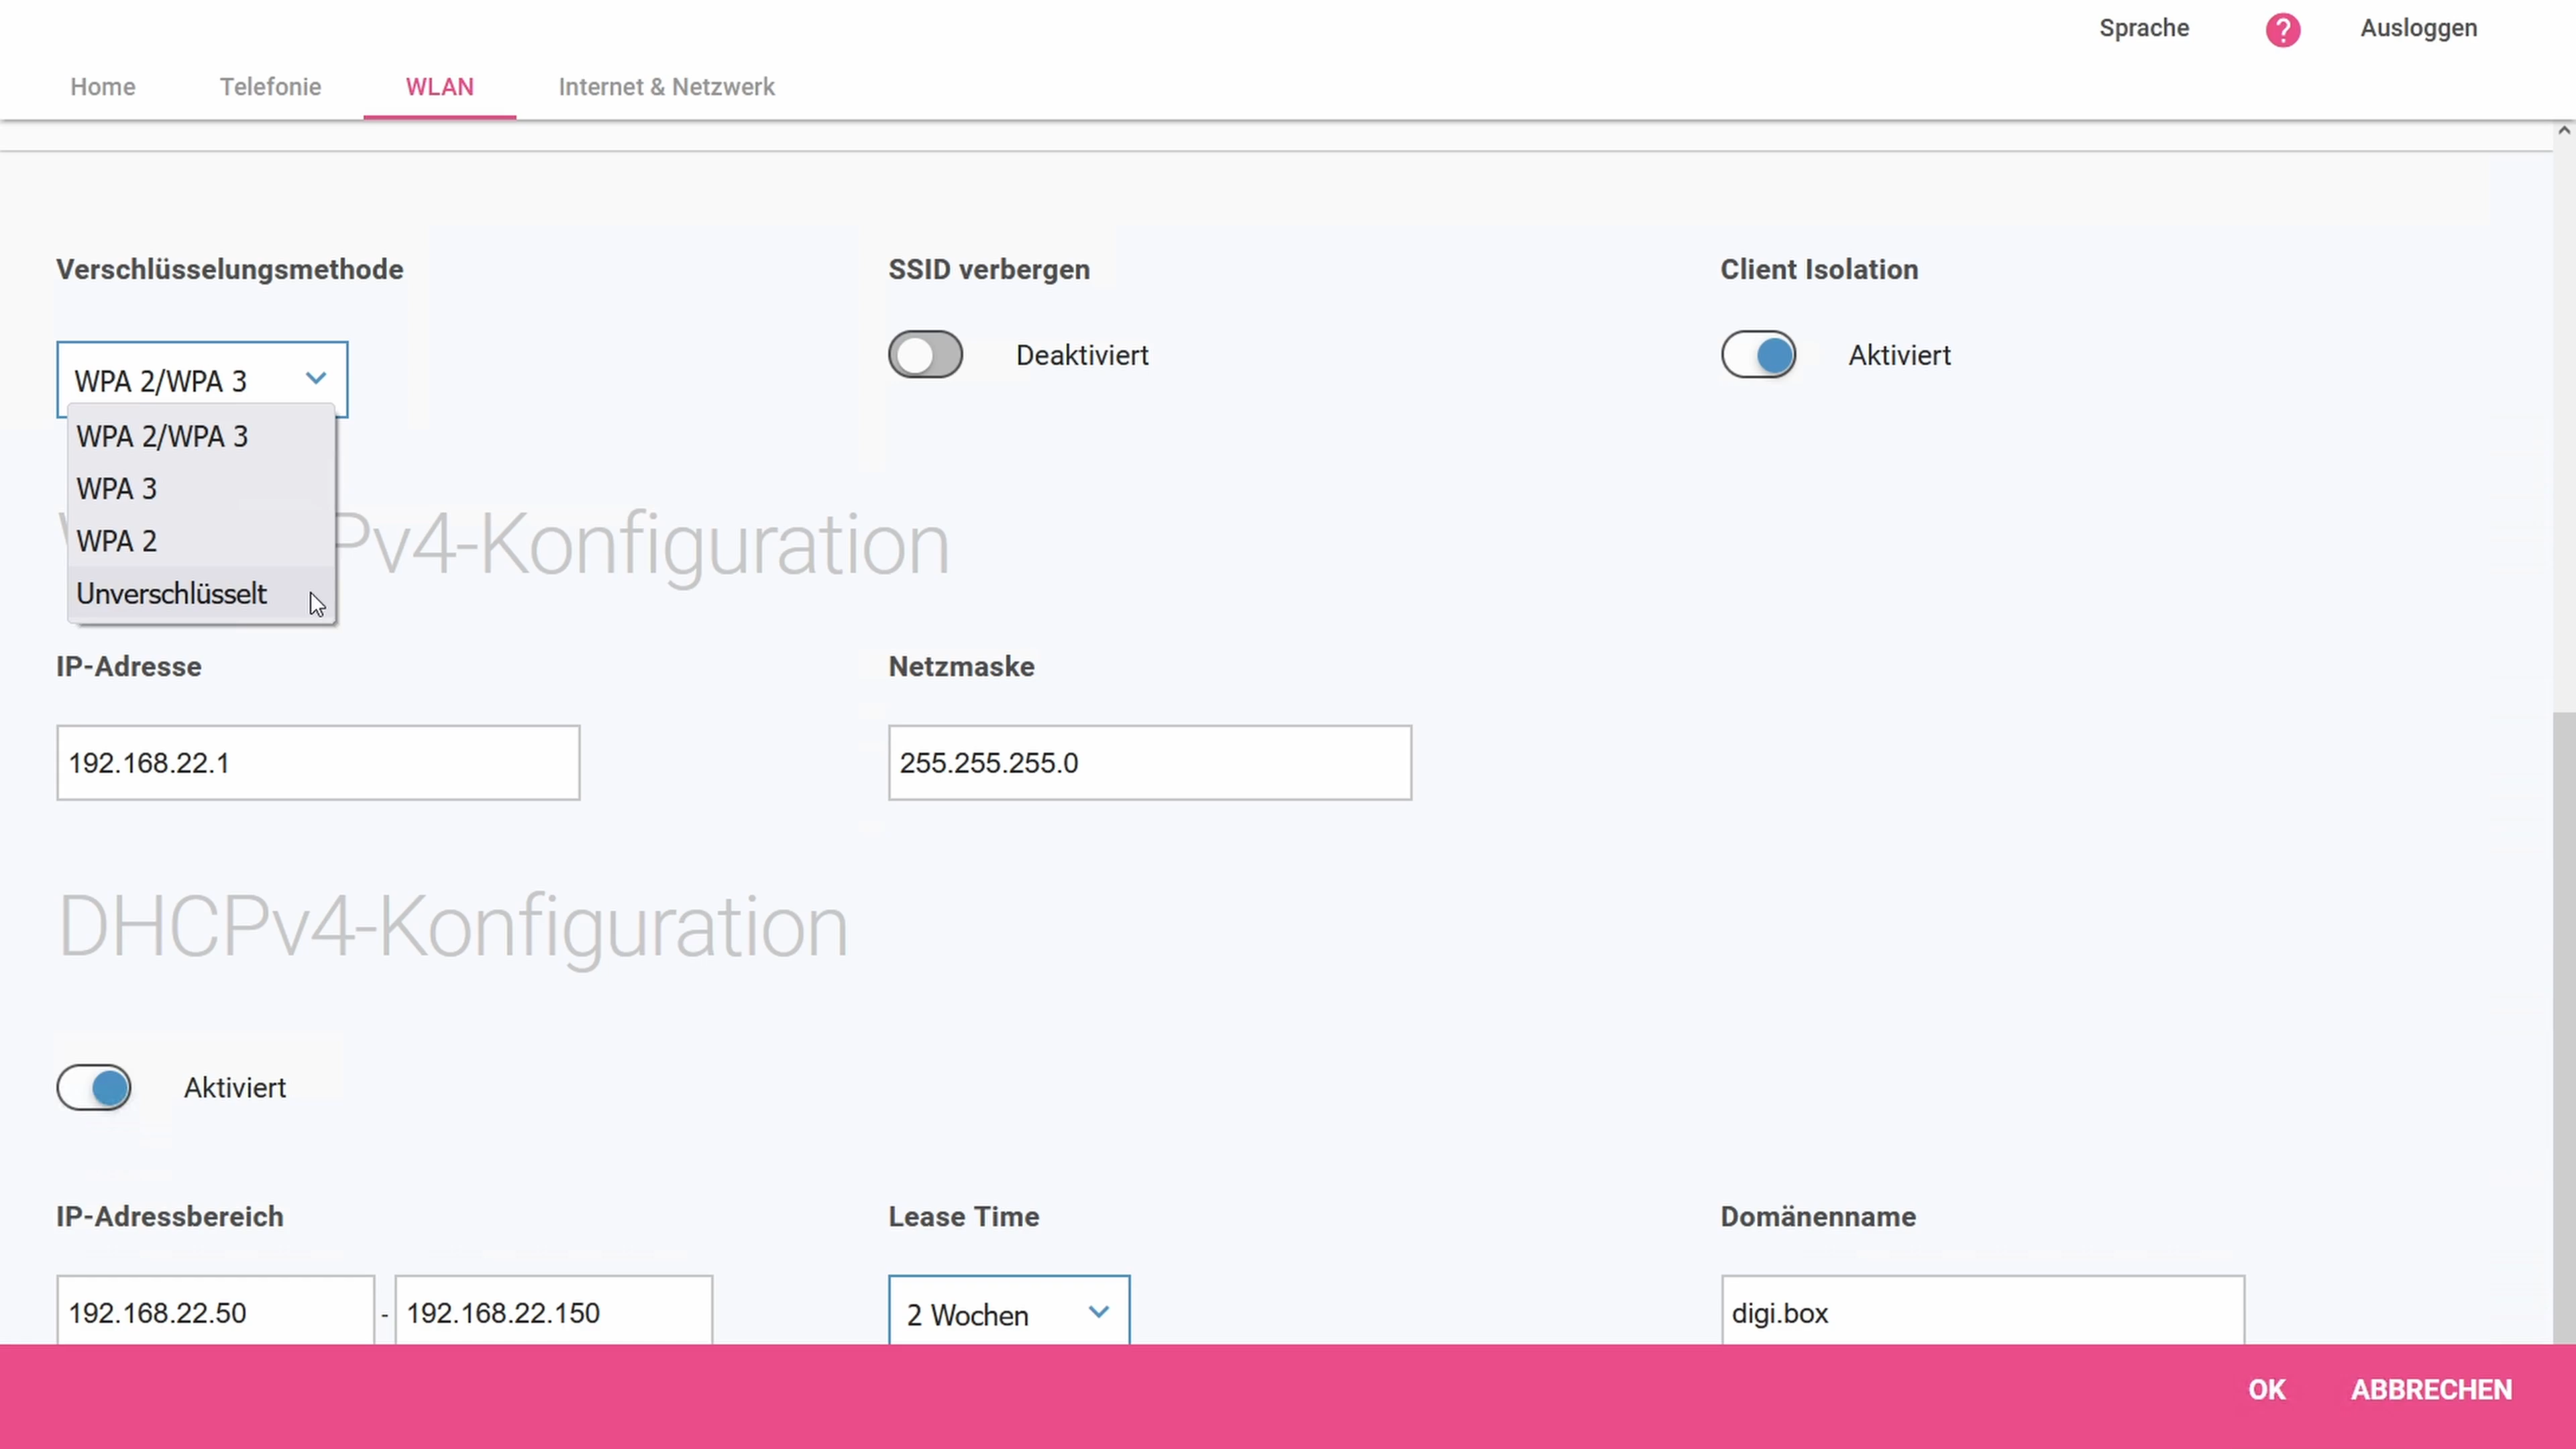 Sprache ? Ausloggen
Home Telefonie WLAN Internet & Netzwerk
Verschlüsselungsmethode SSID verbergen Client Isolation
WPA 2/WPA 3 Deaktiviert Aktiviert
WPA 2/WPA 3
WPA 3
WPA 2
Unverschlüsselt
Pv4-Konfiguration
IP-Adresse Netzmaske
192.168.22.1 255.255.255.0
DHCPv4-Konfiguration
Aktiviert
IP-Adressbereich Lease Time Domänenname
192.168.22.50 - 192.168.22.150 2 Wochen digi.box
OK ABBRECHEN